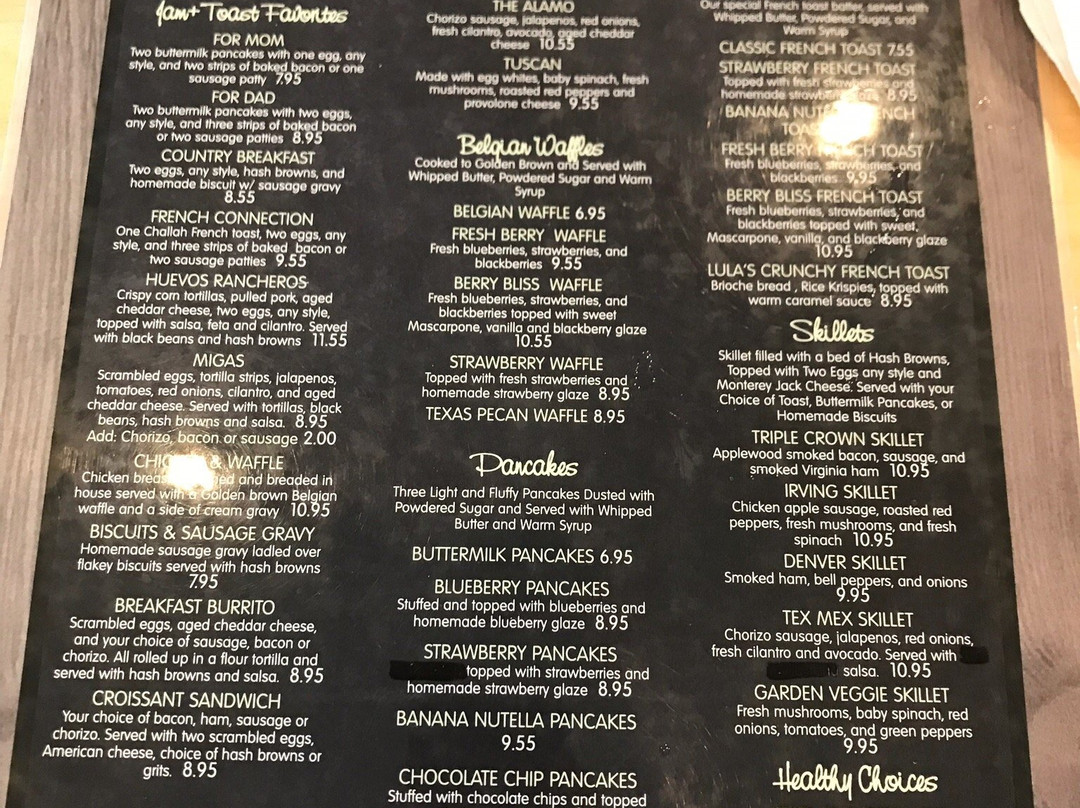 Jam+ Toast Favorites
FOR MOM
Two buttermilk pancakes with one egg, any
style, and two strips of baked bacon or one
sausage patty 7.95
FOR DAD
Two buttermilk pancakes with two eggs,
any style, and three strips of baked bacon
or two sausage patties 8.95
COUNTRY BREAKFAST
Two eggs, any style, hash browns, and
homemade biscuit w/ sausage gravy
8.55
FRENCH CONNECTION
One Challah French toast, two eggs, any
style, and three strips of baked bacon or
two sausage patties 9.55
HUEVOS RANCHEROS
Crispy corn tortillas, pulled pork, aged
cheddar cheese, two eggs, any style,
topped with salsa, feta and cilantro. Served
with black beans and hash browns 11.55
MIGAS
Scrambled eggs, tortilla strips, jalapenos,
tomatoes, red onions, cilantro, and aged
cheddar cheese. Served with tortillas, black
beans, hash browns and salsa. 8.95
Add: Chorizo, bacon or sausage 2.00
& WAFFLE
Chicken and breaded in
house served with a Golden brown Belgian
waffle and a side of cream gravy 10.95
BISCUITS & SAUSAGE GRAVY
Homemade sausage gravy ladled over
flakey biscuits served with hash browns
7.95
BREAKFAST BURRITO
Scrambled eggs, aged cheddar cheese,
and your choice of sausage, bacon or
chorizo. All rolled up in a flour tortilla and
served with hash browns and salsa. 8.95
CROISSANT SANDWICH
Your choice of bacon, ham, sausage or
chorizo. Served with two scrambled eggs,
American cheese, choice of hash browns or
grits. 8.95
THE ALAMO
Chorizo sausage, jalapenos, red onions,
fresh cilantro, avocado, aged cheddar
cheese 10.55
TUSCAN
Made with egg whites, baby spinach, fresh
mushrooms, roasted red peppers and
provolone cheese 9.55
Belgian Waffles
Cooked to Golden Brown and Served with
Whipped Butter, Powdered Sugar and Warm
Syrup
BELGIAN WAFFLE 6.95
FRESH BERRY WAFFLE
Fresh blueberries, strawberries, and
blackberries 9.55
BERRY BLISS WAFFLE
Fresh blueberries, strawberries, and
blackberries topped with sweet
Mascarpone, vanilla and blackberry glaze
10.55
STRAWBERRY WAFFLE
Topped with fresh strawberries and
homemade strawberry glaze 8.95
TEXAS PECAN WAFFLE 8.95
Pancakes
Three Light and Fluffy Pancakes Dusted with
Powdered Sugar and Served with Whipped
Butter and Warm Syrup
BUTTERMILK PANCAKES 6.95
BLUEBERRY PANCAKES
Stuffed and topped with blueberries and
homemade blueberry glaze 8.95
STRAWBERRY PANCAKES
topped with strawberries and
homemade strawberry glaze 8.95
BANANA NUTELLA PANCAKES
9.55
CHOCOLATE CHIP PANCAKES
Stuffed with chocolate chips and topped
Our special French toast batter, served with
Whipped Butter, Powdered Sugar, and
Warm Syrup
CLASSIC FRENCH TOAST 7.55
STRAWBERRY FRENCH TOAST
Topped with fresh strawberries and
homemade 8.95
BANANA
FRESH BERRY TOAST
Fresh blueberries, strawberries, and
blackberries 9.95
BERRY BLISS FRENCH TOAST
Fresh blueberries, strawberries, and
blackberries topped with sweet,
Mascarpone, vanilla, and blackberry glaze
10.95
LULA'S CRUNCHY FRENCH TOAST
Brioche bread , Rice Krispies, topped with
warm caramel sauce 8.95
Skillets
Skillet filled with a bed of Hash Browns,
Topped with Two Eggs any style and
Monterey Jack Cheese. Served with your
Choice of Toast, Buttermilk Pancakes, or
Homemade Biscuits
TRIPLE CROWN SKILLET
Applewood smoked bacon, sausage, and
smoked Virginia ham 10.95
IRVING SKILLET
Chicken apple sausage, roasted red
peppers, fresh mushrooms, and fresh
spinach 10.95
DENVER SKILLET
Smoked ham, bell peppers, and onions
9.95
TEX MEX SKILLET
Chorizo sausage, jalapenos, red onions,
fresh cilantro and avocado. Served with
salsa. 10.95
GARDEN VEGGIE SKILLET
Fresh mushrooms, baby spinach, red
onions, tomatoes, and green peppers
9.95
Healthy Choices